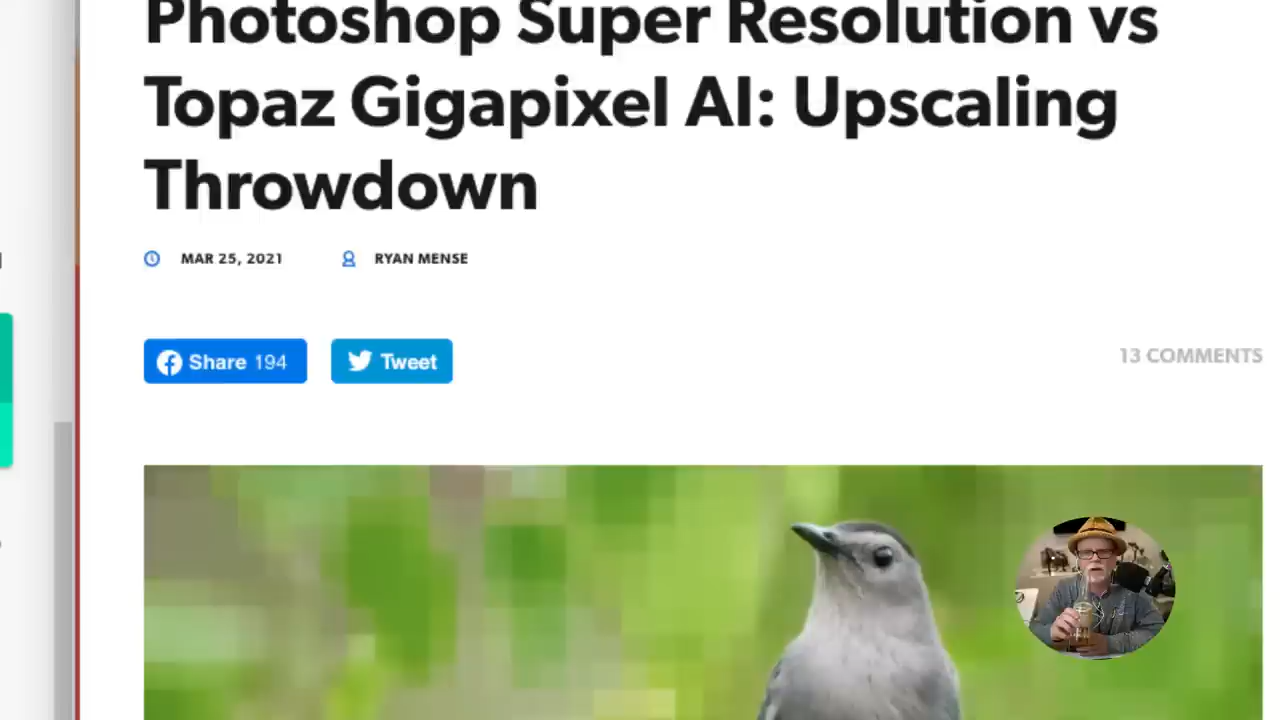 Photoshop Super Resolution vs
Topaz Gigapixel AI: Upscaling
Throwdown
MAR 25, 2021 RYAN MENSE
Share 194 Tweet
13 COMMENTS